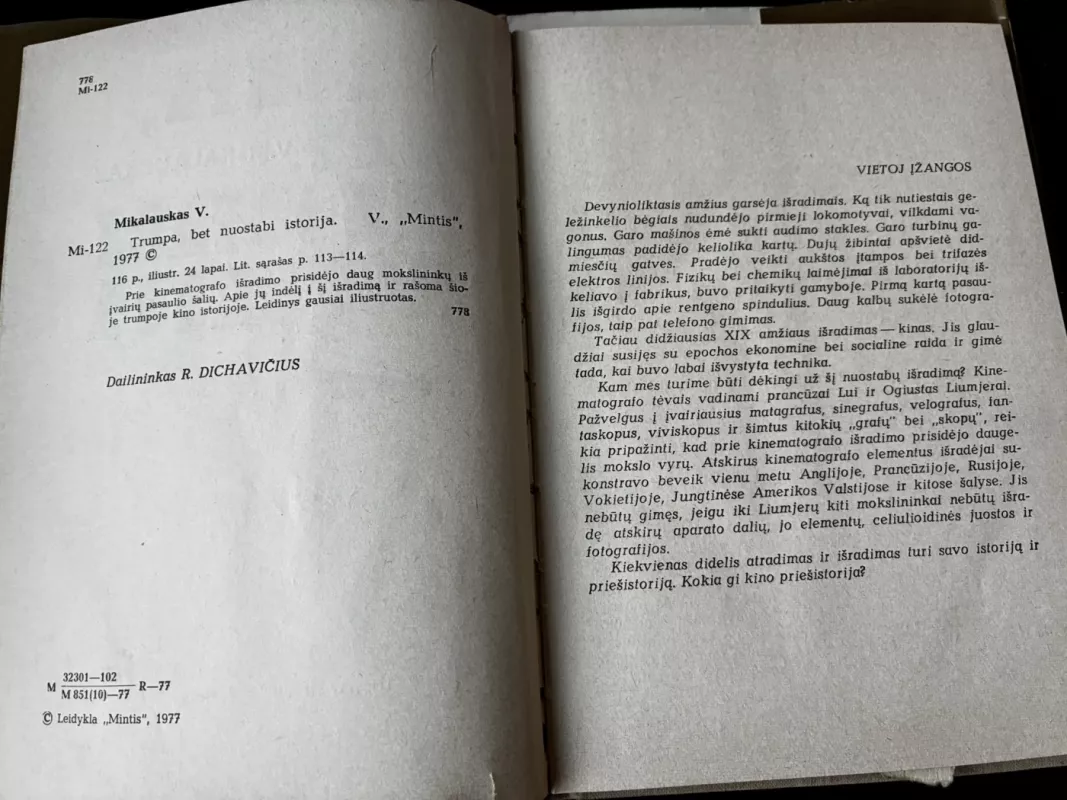 778
Mi-122
Mikalauskas V.
Mi-122 Trumpa, bet nuostabi istorija. V., „Mintis",
1977 ©
116 p., iliustr. 24 lapai. Lit. sąrašas p. 113—114.
Prie kinematografo išradimo prisidėjo daug mokslininkų iš
įvairių pasaulio šalių. Apie jų indėlį į šį išradimą ir rašoma šio-
je trumpoje kino istorijoje. Leidinys gausiai iliustruotas.
778
Dailininkas R. DICHAVIČIUS
M 32301—102
M 851(10)—77 R—77
© Leidykla „Mintis", 1977
VIETOJ ĮŽANGOS
Devynioliktasis amžius garsėja išradimais. Ką tik nutiestais ge-
ležinkelio bėgiais nudundėjo pirmieji lokomotyvai, vilkdami va-
gonus. Garo mašinos ėmė sukti audimo stakles. Garo turbinų ga-
lingumas padidėjo keliolika kartų. Dujų žibintai apšvietė did-
miesčių gatves. Pradėjo veikti aukštos įtampos bei trifazės
elektros linijos. Fizikų bei chemikų laimėjimai iš laboratorijų iš-
keliavo į fabrikus, buvo pritaikyti gamyboje. Pirmą kartą pasau-
lis išgirdo apie rentgeno spindulius. Daug kalbų sukėlė fotogra-
fijos, taip pat telefono gimimas.
Tačiau didžiausias XIX amžiaus išradimas — kinas. Jis glau-
džiai susijęs su epochos ekonomine bei socialine raida ir gimė
tada, kai buvo labai išvystyta technika.
Kam mes turime būti dėkingi už šį nuostabų išradimą? Kine-
matografo tėvais vadinami prancūzai Lui ir Ogiustas Liumjerai.
Pažvelgus į įvairiausius matagrafus, sinegrafus, velografus, fan-
taskopus, viviskopus ir šimtus kitokių „grafų" bei „skopų", rei-
kia pripažinti, kad prie kinematografo išradimo prisidėjo dauge-
lis mokslo vyrų. Atskirus kinematografo elementus išradėjai su-
konstravo beveik vienu metu Anglijoje, Prancūzijoje, Rusijoje,
Vokietijoje, Jungtinėse Amerikos Valstijose ir kitose šalyse. Jis
nebūtų gimęs, jeigu iki Liumjerų kiti mokslininkai nebūtų išra-
dę atskirų aparato dalių, jo elementų, celiulioidinės juostos ir
fotografijos.
Kiekvienas didelis atradimas ir išradimas turi savo istoriją ir
priešistoriją. Kokia gi kino priešistorija?